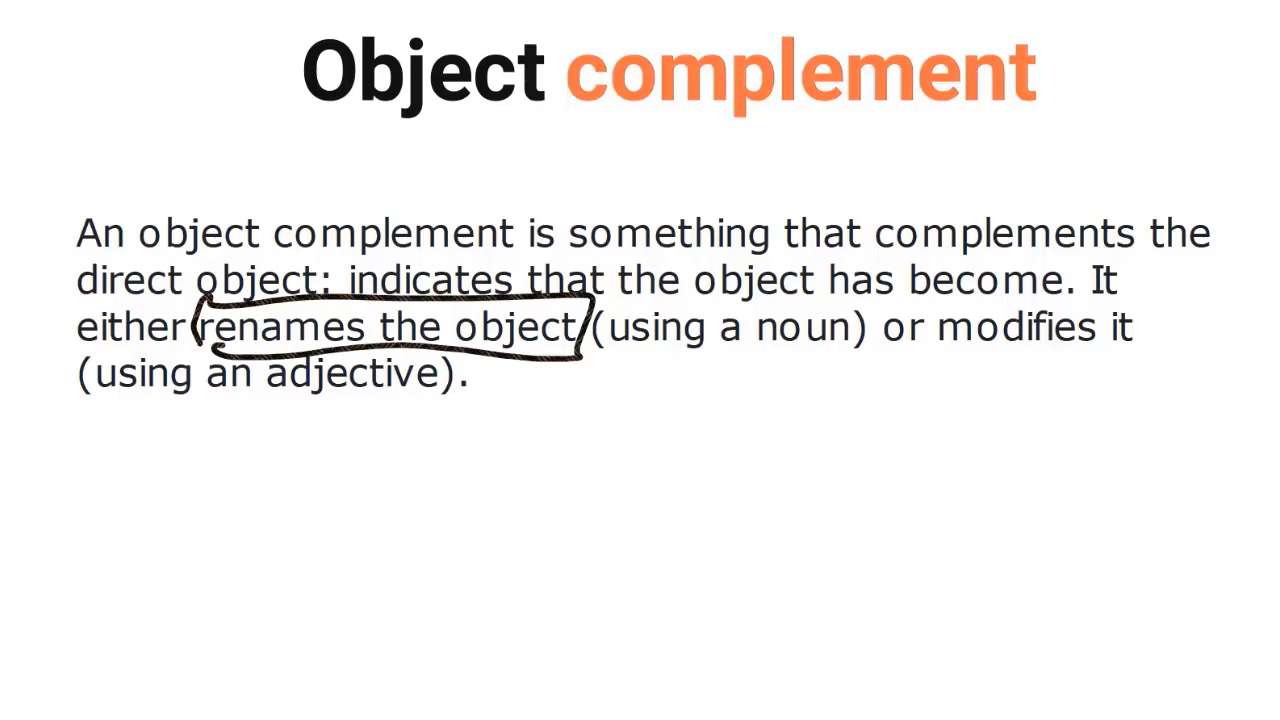 Object complement
An object complement is something that complements the
direct object: indicates that the object has become. It
either renames the object (using a noun) or modifies it
(using an adjective).